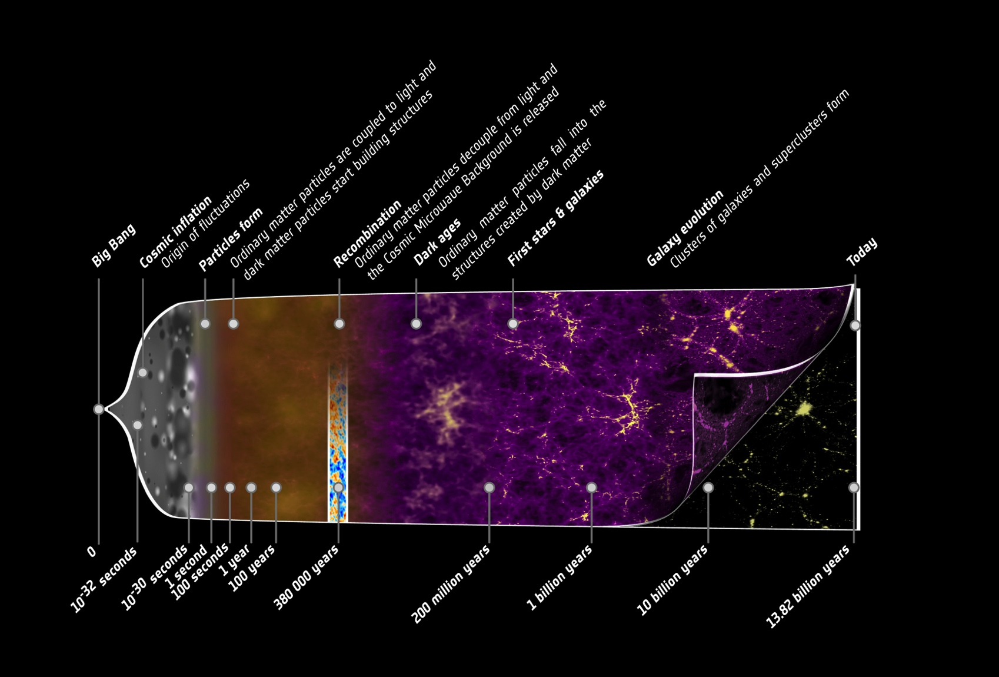 Big Bang
Cosmic inflation
Origin of fluctuations
Particles form
Ordinary matter particles are coupled to light and
dark matter particles start building structures
Recombination
Ordinary matter particles decouple from light and
the Cosmic Microwave Background is released
Dark ages
Ordinary matter particles fall into the
structures created by dark matter
First stars & galaxies
Galaxy evolution
Clusters of galaxies and superclusters form
Today
0
10-32 seconds
10-30 seconds
1 second
100 seconds
1 year
100 years
380 000 years
200 million years
1 billion years
10 billion years
13.82 billion years